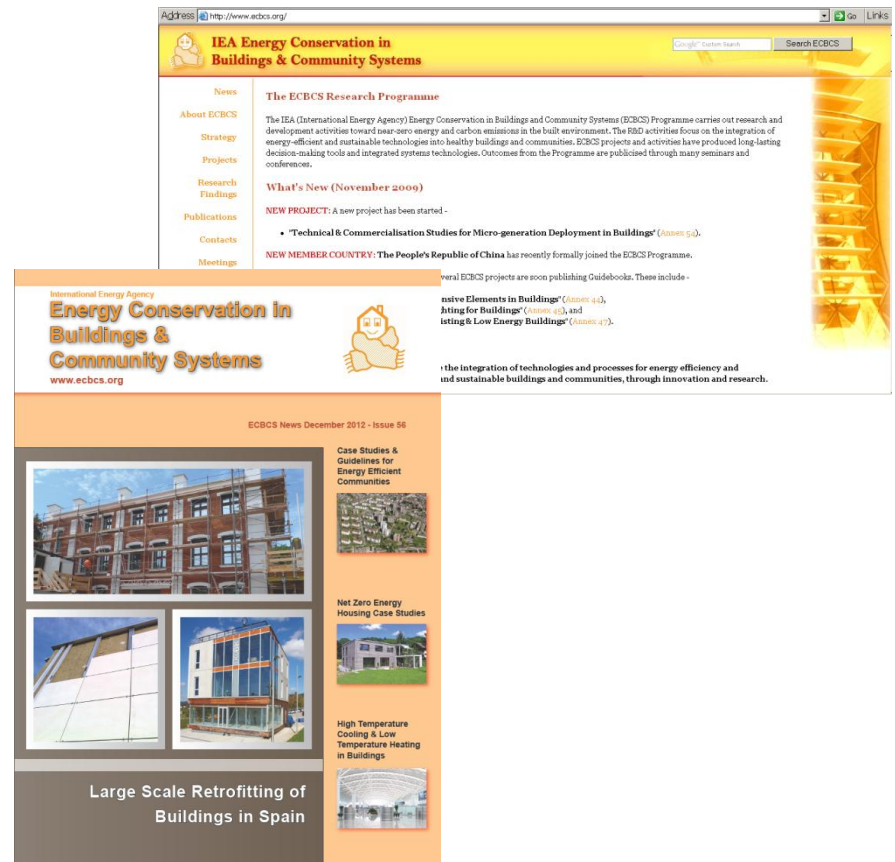 Address http://www.ecbcs.org/ Go Links
IEA Energy Conservation in
Buildings & Community Systems
Google™ Custom Search Search ECBCS
News
About ECBCS
Strategy
Projects
Research
Findings
Publications
Contacts
Meetings
The ECBCS Research Programme
The IEA (International Energy Agency) Energy Conservation in Buildings and Community Systems (ECBCS) Programme carries out research and
development activities toward near-zero energy and carbon emissions in the built environment. The R&D activities focus on the integration of
energy-efficient and sustainable technologies into healthy buildings and communities. ECBCS projects and activities have produced long-lasting
decision-making tools and integrated systems technologies. Outcomes from the Programme are publicised through many seminars and
conferences.
What's New (November 2009)
NEW PROJECT: A new project has been started -
• "Technical & Commercialisation Studies for Micro-generation Deployment in Buildings" (Annex 54).
NEW MEMBER COUNTRY: The People's Republic of China has recently formally joined the ECBCS Programme.
ECBCS projects are soon publishing Guidebooks. These include -
Elements in Buildings" (Annex 44),
for Buildings" (Annex 45), and
& Low Energy Buildings" (Annex 47).
the integration of technologies and processes for energy efficiency and
and sustainable buildings and communities, through innovation and research.
International Energy Agency
Energy Conservation in
Buildings &
Community Systems
www.ecbcs.org
ECBCS News December 2012 - Issue 56
Case Studies &
Guidelines for
Energy Efficient
Communities
Net Zero Energy
Housing Case Studies
High Temperature
Cooling & Low
Temperature Heating
in Buildings
Large Scale Retrofitting of
Buildings in Spain